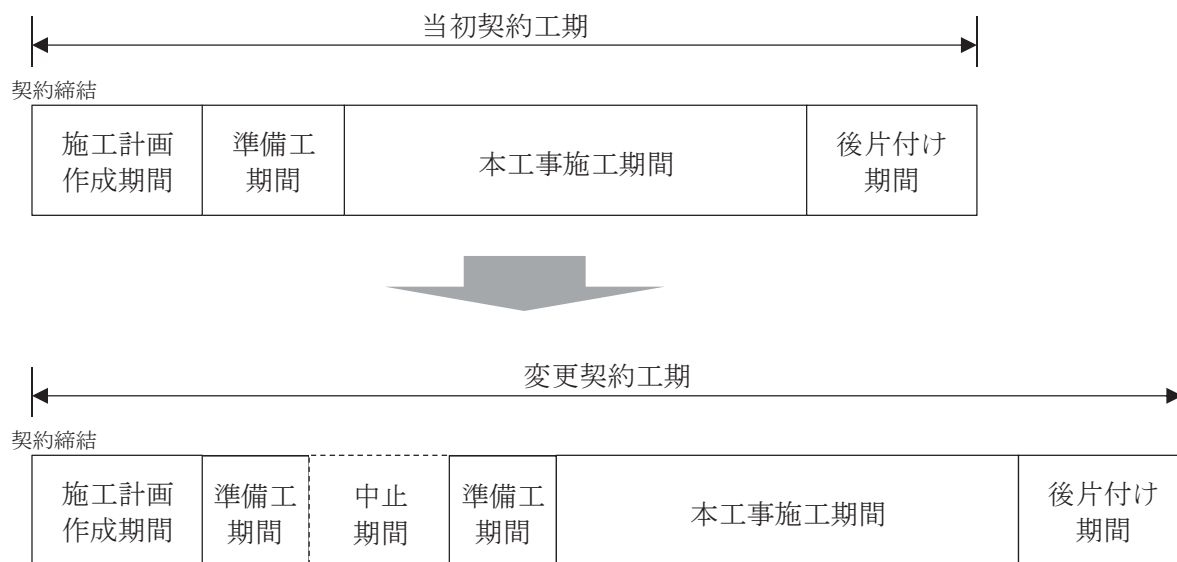 当初契約工期
契約締結
施工計画
作成期間
準備工
期間
本工事施工期間
後片付け
期間
変更契約工期
契約締結
施工計画
作成期間
準備工
期間
中止
期間
準備工
期間
本工事施工期間
後片付け
期間